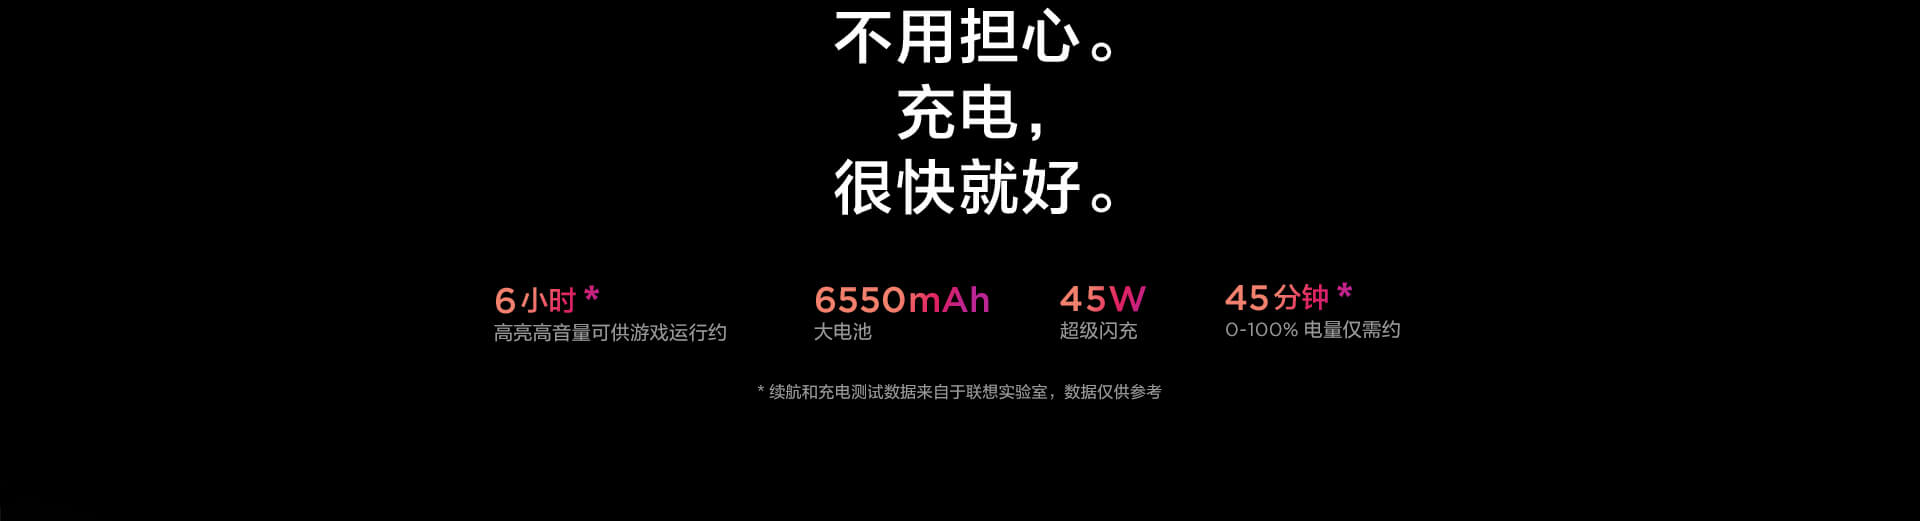 不用担心。
充电，
很快就好。
6小时*
高亮高音量可供游戏运行约
6550mAh
大电池
45W
超级闪充
45分钟*
0-100% 电量仅需约
* 续航和充电测试数据来自于联想实验室，数据仅供参考